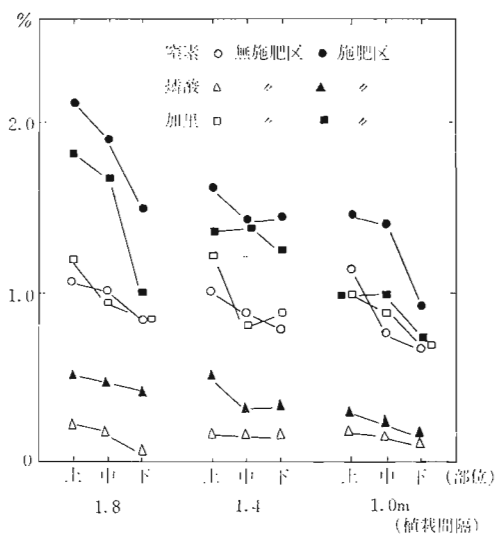 %
窒素 ○ 無施肥区 ● 施肥区
燐酸 △ 〃 ▲ 〃
加里 □ 〃 ■ 〃
2.0
1.0
0
上 中 下 上 中 下 上 中 下 (部位)
1.8 1.4 1.0m
(植栽間隔)